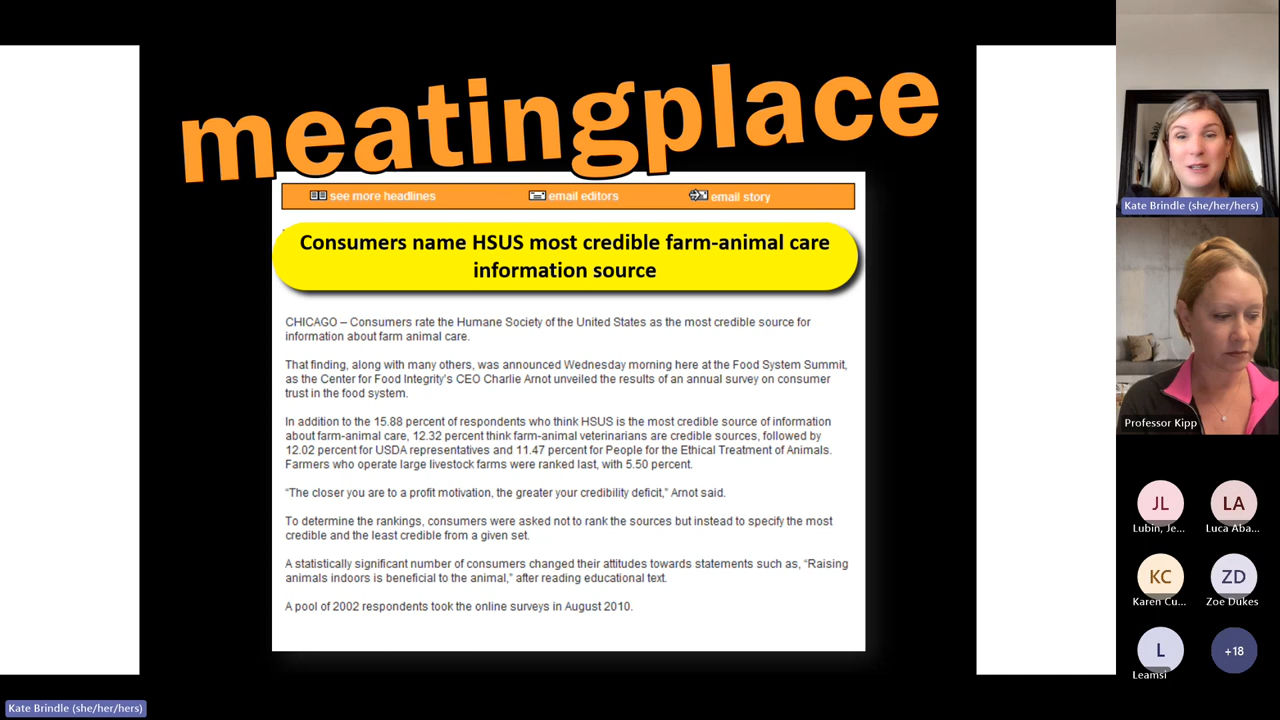 meatingplace
see more headlines
email editors
email story
Consumers name HSUS most credible farm-animal care
information source
CHICAGO – Consumers rate the Humane Society of the United States as the most credible source for
information about farm animal care.
That finding, along with many others, was announced Wednesday morning here at the Food System Summit,
as the Center for Food Integrity's CEO Charlie Arnot unveiled the results of an annual survey on consumer
trust in the food system.
In addition to the 15.88 percent of respondents who think HSUS is the most credible source of information
about farm-animal care, 12.32 percent think farm-animal veterinarians are credible sources, followed by
12.02 percent for USDA representatives and 11.47 percent for People for the Ethical Treatment of Animals.
Farmers who operate large livestock farms were ranked last, with 5.50 percent.
“The closer you are to a profit motivation, the greater your credibility deficit,” Arnot said.
To determine the rankings, consumers were asked not to rank the sources but instead to specify the most
credible and the least credible from a given set.
A statistically significant number of consumers changed their attitudes towards statements such as, “Raising
animals indoors is beneficial to the animal,” after reading educational text.
A pool of 2002 respondents took the online surveys in August 2010.
Kate Brindle (she/her/hers)
Professor Kipp
JL
LA
Lubin, Je...
Luca Aba...
KC
ZD
Karen Cu...
Zoe Dukes
L
+18
Leamsi
Kate Brindle (she/her/hers)